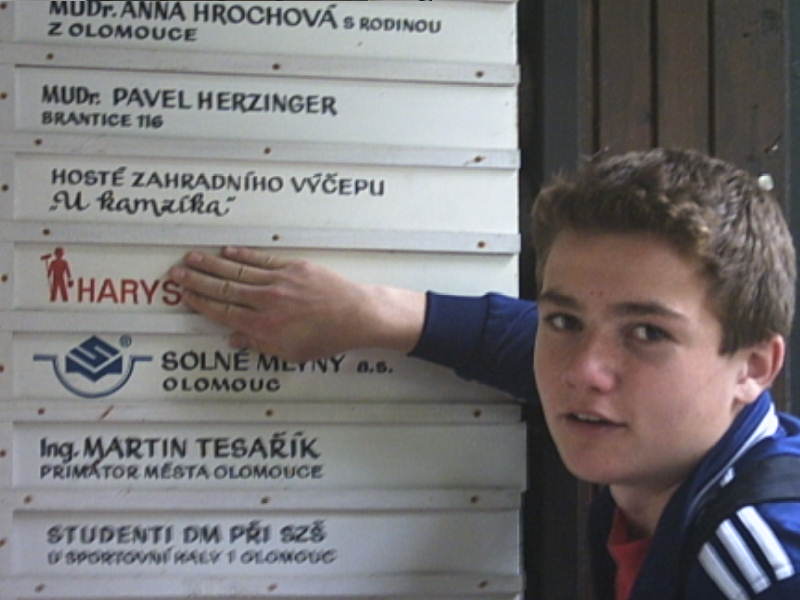 MUDr. ANNA HROCHOVÁ S RODINOU
Z OLOMOUCE
MUDr. PAVEL HERZINGER
BRANTICE 116
HOSTÉ ZAHRADNÍHO VÝČEPU
„U kamzíka"
HARYS
SOLNÉ MLÝNY a.s.
OLOMOUC
Ing. MARTIN TESAŘÍK
PRIMÁTOR MĚSTA OLOMOUCE
STUDENTI DM PŘI SZŠ
U SPORTOVNÍ HALY 1 OLOMOUC